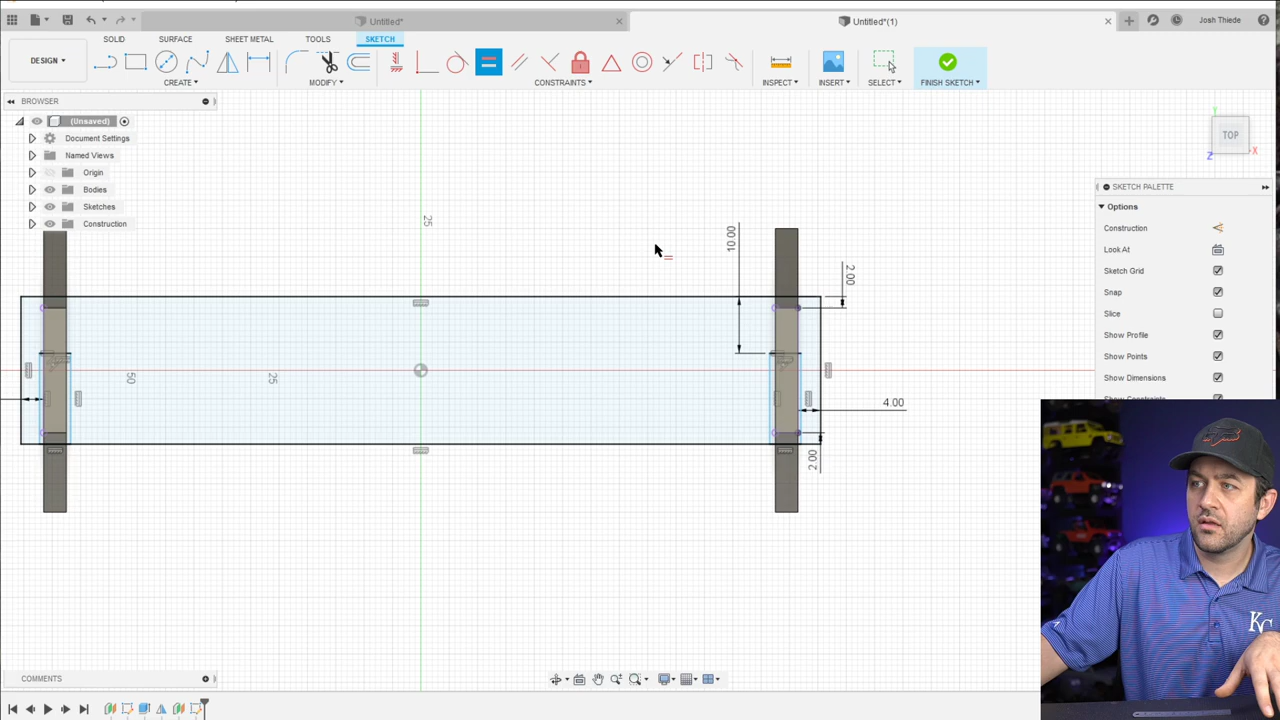 Untitled*
Untitled*(1)
Josh Thiede
DESIGN
SOLID
SURFACE
SHEET METAL
TOOLS
SKETCH
CREATE
MODIFY
CONSTRAINTS
INSPECT
INSERT
SELECT
FINISH SKETCH
BROWSER
(Unsaved)
Document Settings
Named Views
Origin
Bodies
Sketches
Construction
TOP
Y
X
Z
SKETCH PALETTE
Options
Construction
Look At
Sketch Grid
Snap
Slice
Show Profile
Show Points
Show Dimensions
25
10.00
2.00
50
25
4.00
2.00
KC
COMMENTS